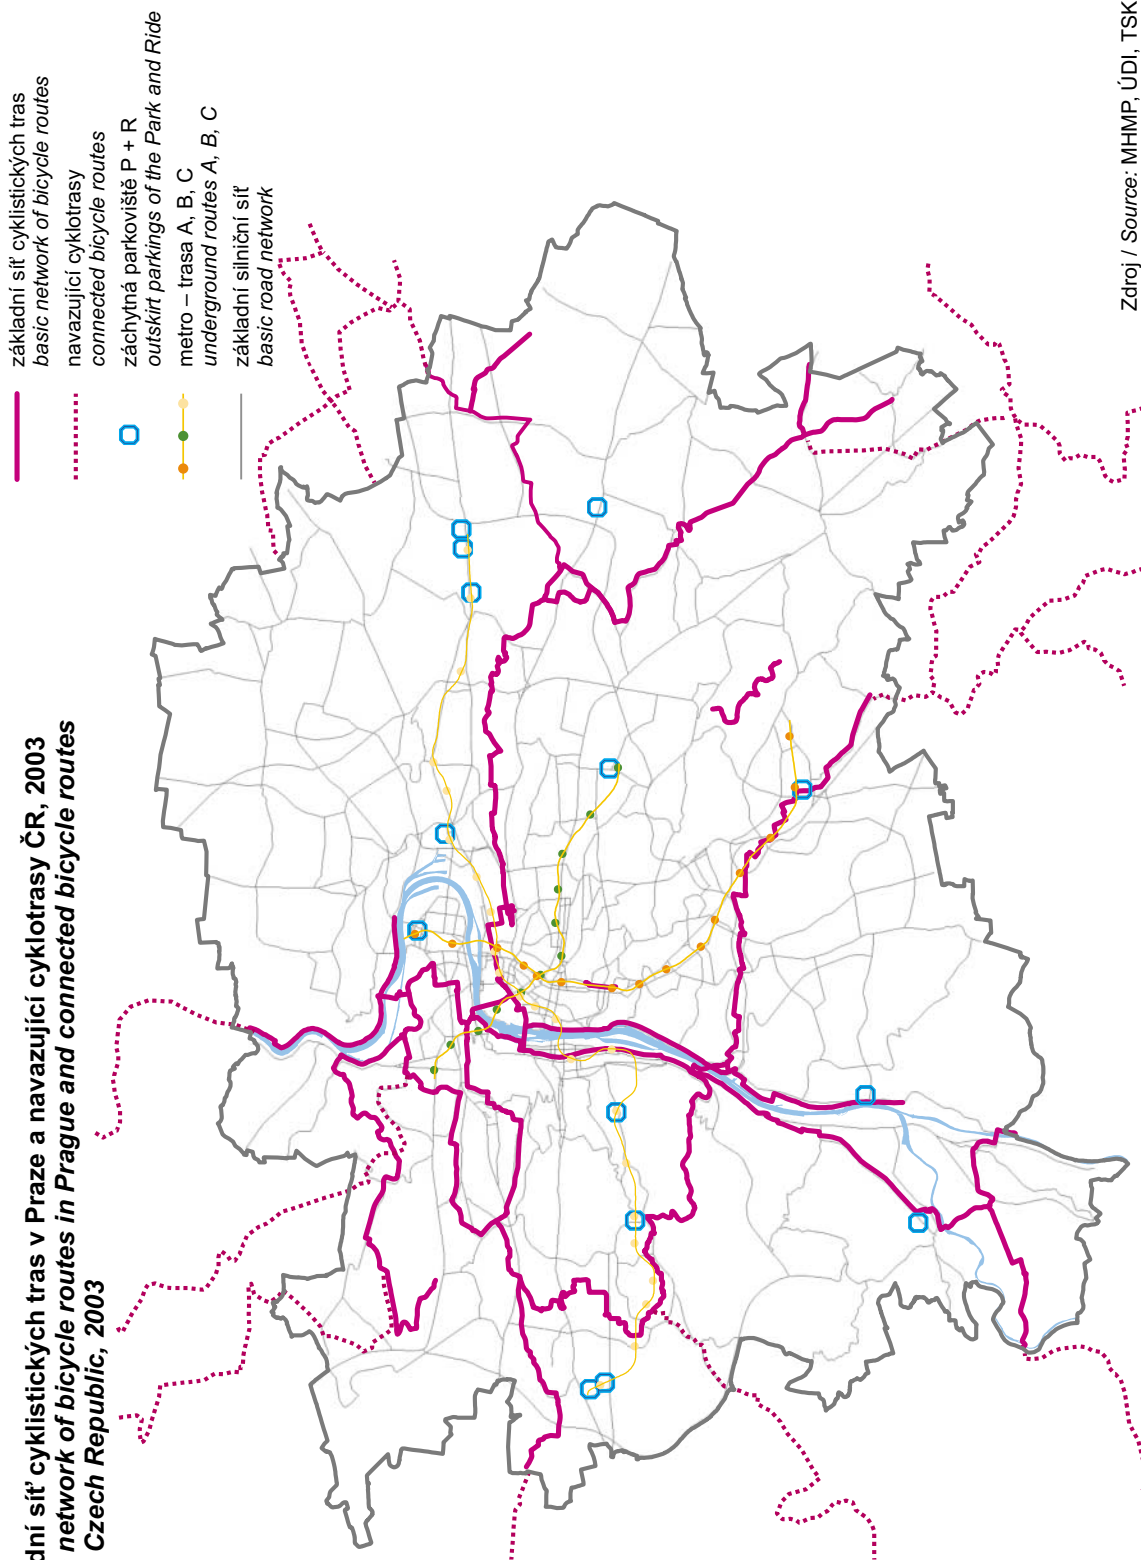 dní síť cyklistických tras v Praze a navazující cyklotrasy ČR, 2003
network of bicycle routes in Prague and connected bicycle routes
Czech Republic, 2003
základní síť cyklistických tras
basic network of bicycle routes
navazující cyklotrasy
connected bicycle routes
záchytná parkoviště P + R
outskirt parkings of the Park and Ride
metro – trasa A, B, C
underground routes A, B, C
základní silniční síť
basic road network
Zdroj / Source: MHMP, ÚDI, TSK